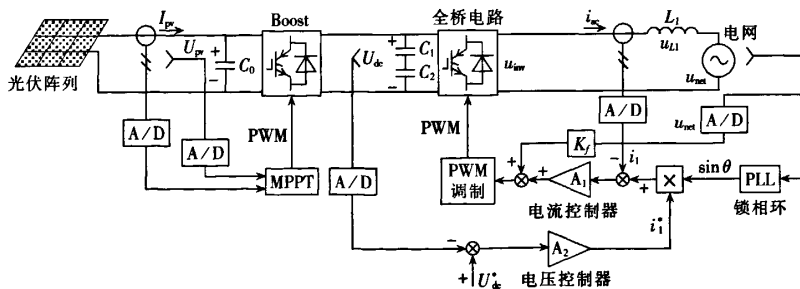 I_pv
Boost
全桥电路
i_ac
L_1
电网
U_pv
U_dc
C_1
C_2
C_0
u_L1
u_net
u_inw
光伏阵列
A/D
A/D
PWM
PWM
A/D
A/D
u_net
A/D
K_f
i_1
MPPT
PWM
调制
A_1
×
sin θ
PLL
电流控制器
锁相环
i_1^*
A_2
U_dc^*
电压控制器